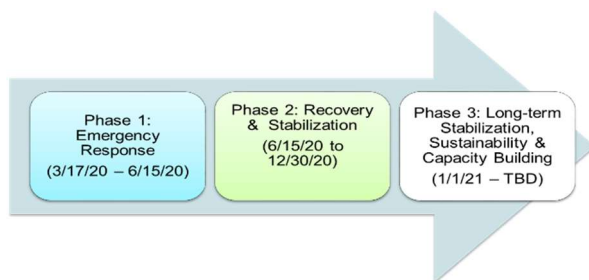 Phase 1:
Emergency
Response
(3/17/20 – 6/15/20)
Phase 2: Recovery
& Stabilization
(6/15/20 to
12/30/20)
Phase 3: Long-term
Stabilization,
Sustainability &
Capacity Building
(1/1/21 – TBD)